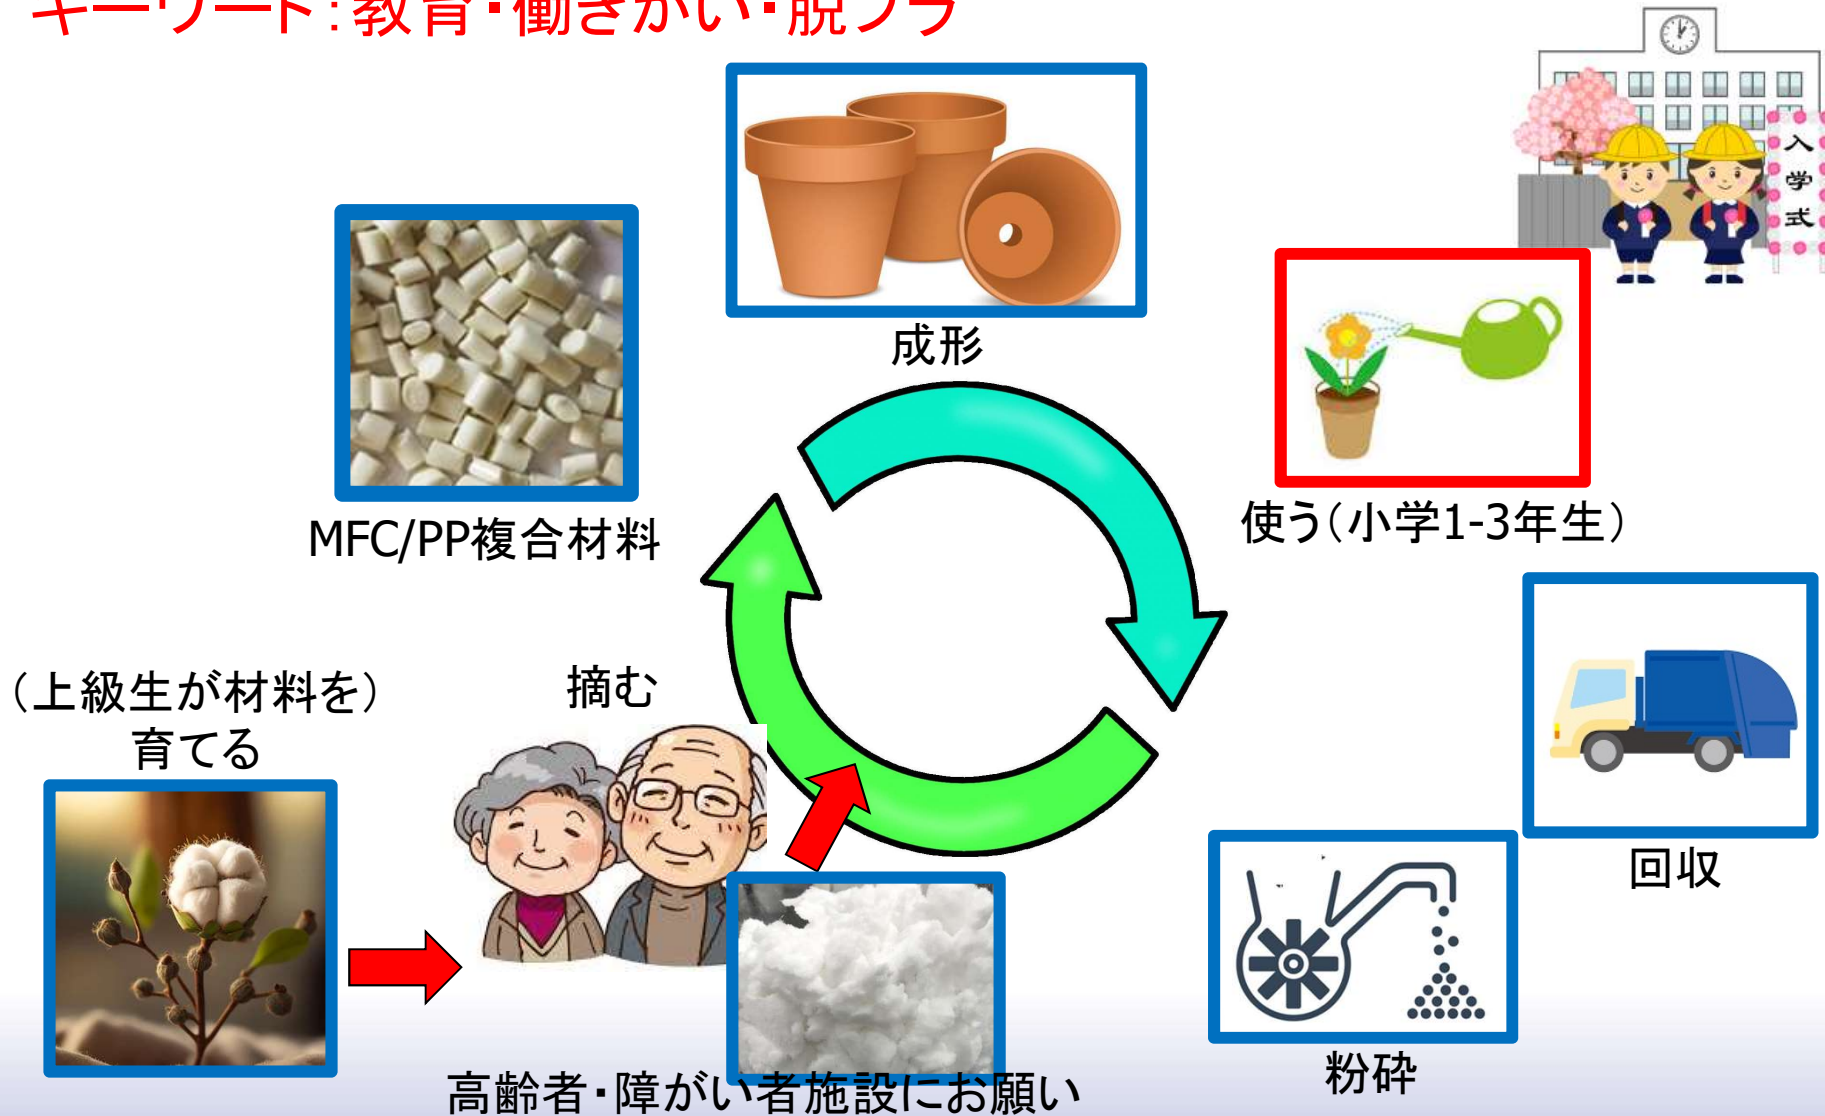 キーワード：教育・働きがい・脱プラ
入学式
成形
MFC/PP複合材料
使う（小学1-3年生）
（上級生が材料を）
育てる
摘む
回収
粉砕
高齢者・障がい者施設にお願い